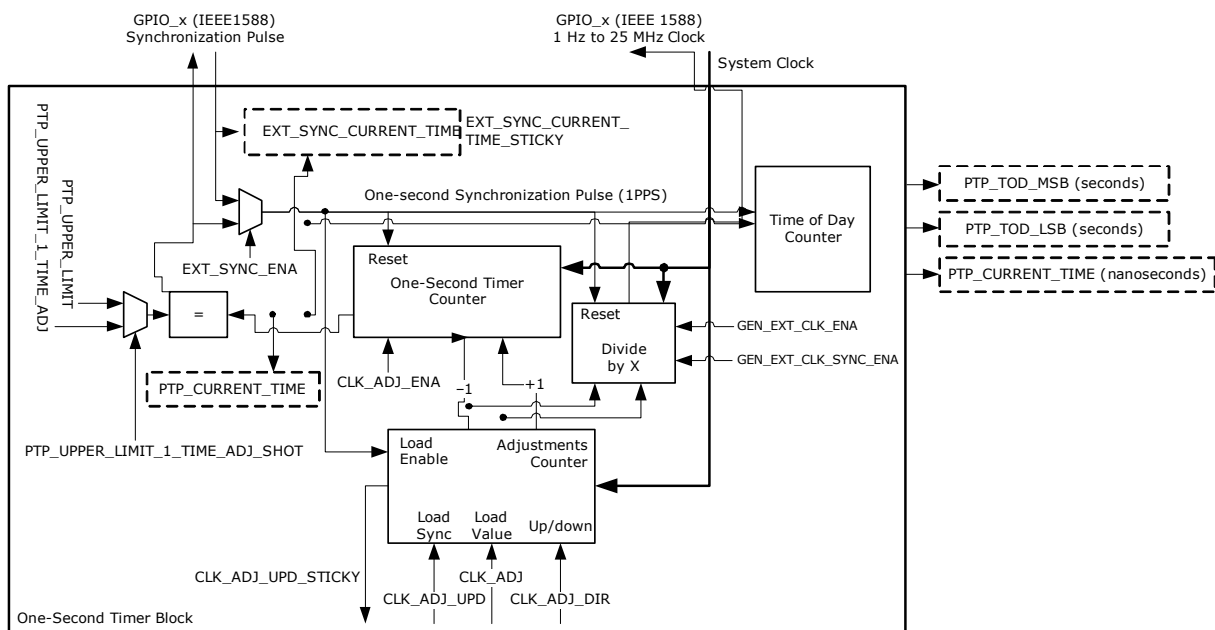 GPIO_x (IEEE1588)
Synchronization Pulse
GPIO_x (IEEE 1588)
1 Hz to 25 MHz Clock
System Clock
PTP_UPPER_LIMIT_1_TIME_ADJ
PTP_UPPER_LIMIT
EXT_SYNC_CURRENT_TIME
EXT_SYNC_CURRENT_
TIME_STICKY
One-second Synchronization Pulse (1PPS)
EXT_SYNC_ENA
Reset
One-Second Timer
Counter
Time of Day
Counter
PTP_TOD_MSB (seconds)
PTP_TOD_LSB (seconds)
PTP_CURRENT_TIME (nanoseconds)
=
Reset
Divide
by X
GEN_EXT_CLK_ENA
GEN_EXT_CLK_SYNC_ENA
PTP_CURRENT_TIME
CLK_ADJ_ENA
–1
+1
PTP_UPPER_LIMIT_1_TIME_ADJ_SHOT
Load
Enable
Adjustments
Counter
Load
Sync
Load
Value
Up/down
CLK_ADJ_UPD_STICKY
CLK_ADJ_UPD
CLK_ADJ
CLK_ADJ_DIR
One-Second Timer Block